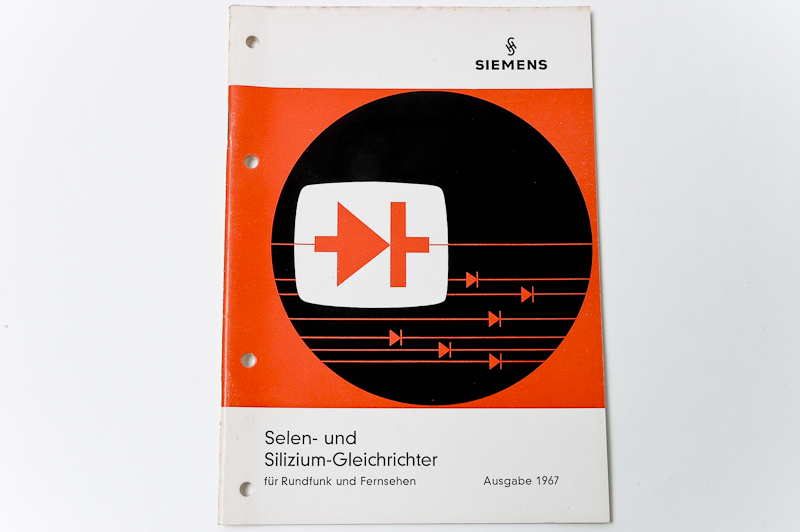 SIEMENS
Selen- und
Silizium-Gleichrichter
für Rundfunk und Fernsehen
Ausgabe 1967